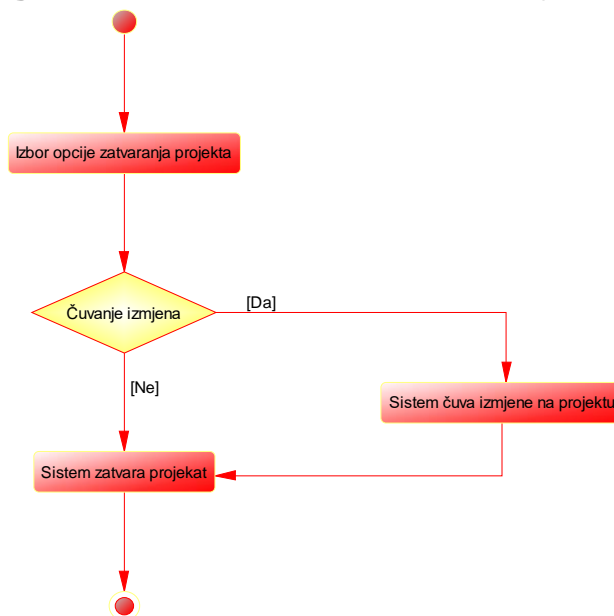 Izbor opcije zatvaranja projekta
Čuvanje izmjena
[Da]
[Ne]
Sistem čuva izmjene na projektu
Sistem zatvara projekat